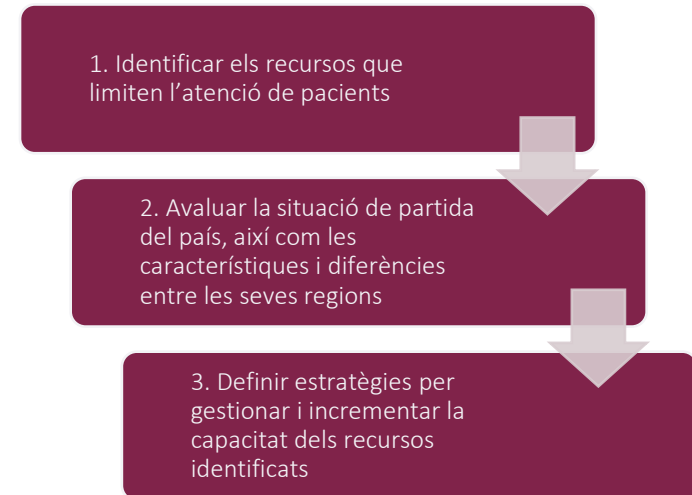 1. Identificar els recursos que
limiten l’atenció de pacients
2. Avaluar la situació de partida
del país, així com les
característiques i diferències
entre les seves regions
3. Definir estratègies per
gestionar i incrementar la
capacitat dels recursos
identificats